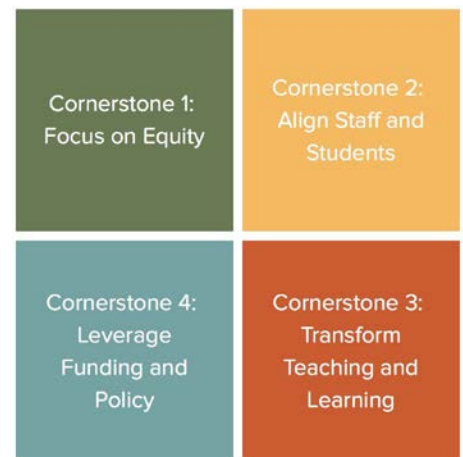 Cornerstone 1:
Focus on Equity
Cornerstone 2:
Align Staff and
Students
Cornerstone 4:
Leverage
Funding and
Policy
Cornerstone 3:
Transform
Teaching and
Learning